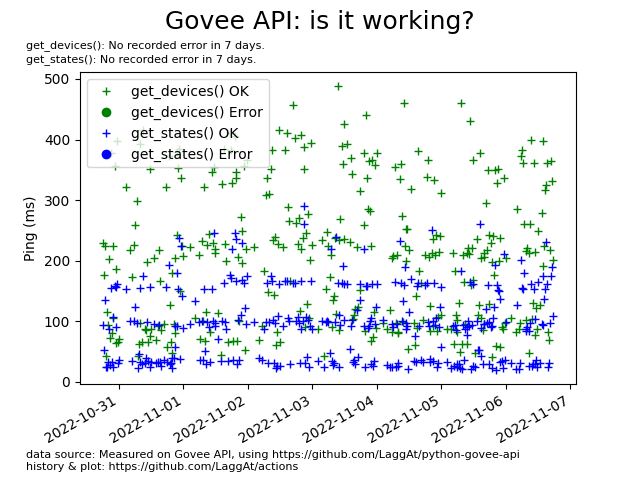 Govee API: is it working?
get_devices(): No recorded error in 7 days.
get_states(): No recorded error in 7 days.
get_devices() OK
get_devices() Error
get_states() OK
get_states() Error
Ping (ms)
500
400
300
200
100
0
2022-10-31
2022-11-01
2022-11-02
2022-11-03
2022-11-04
2022-11-05
2022-11-06
2022-11-07
data source: Measured on Govee API, using https://github.com/LaggAt/python-govee-api
history & plot: https://github.com/LaggAt/actions